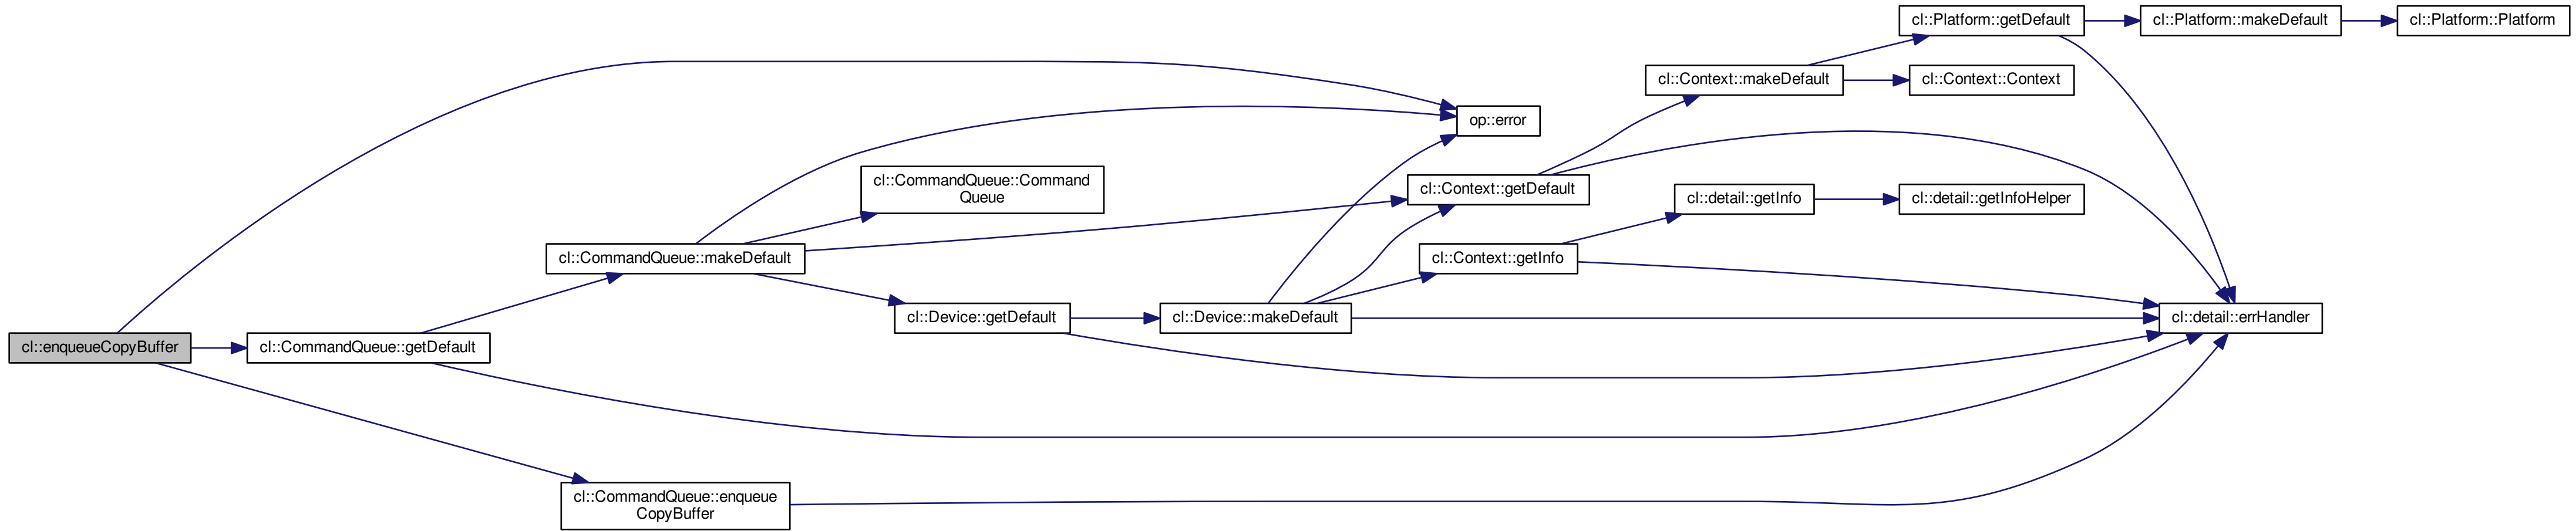 cl::Platform::getDefault
cl::Platform::makeDefault
cl::Platform::Platform
cl::Context::makeDefault
cl::Context::Context
op::error
cl::CommandQueue::Command
Queue
cl::Context::getDefault
cl::detail::getInfo
cl::detail::getInfoHelper
cl::CommandQueue::makeDefault
cl::Context::getInfo
cl::Device::getDefault
cl::Device::makeDefault
cl::detail::errHandler
cl::enqueueCopyBuffer
cl::CommandQueue::getDefault
cl::CommandQueue::enqueue
CopyBuffer